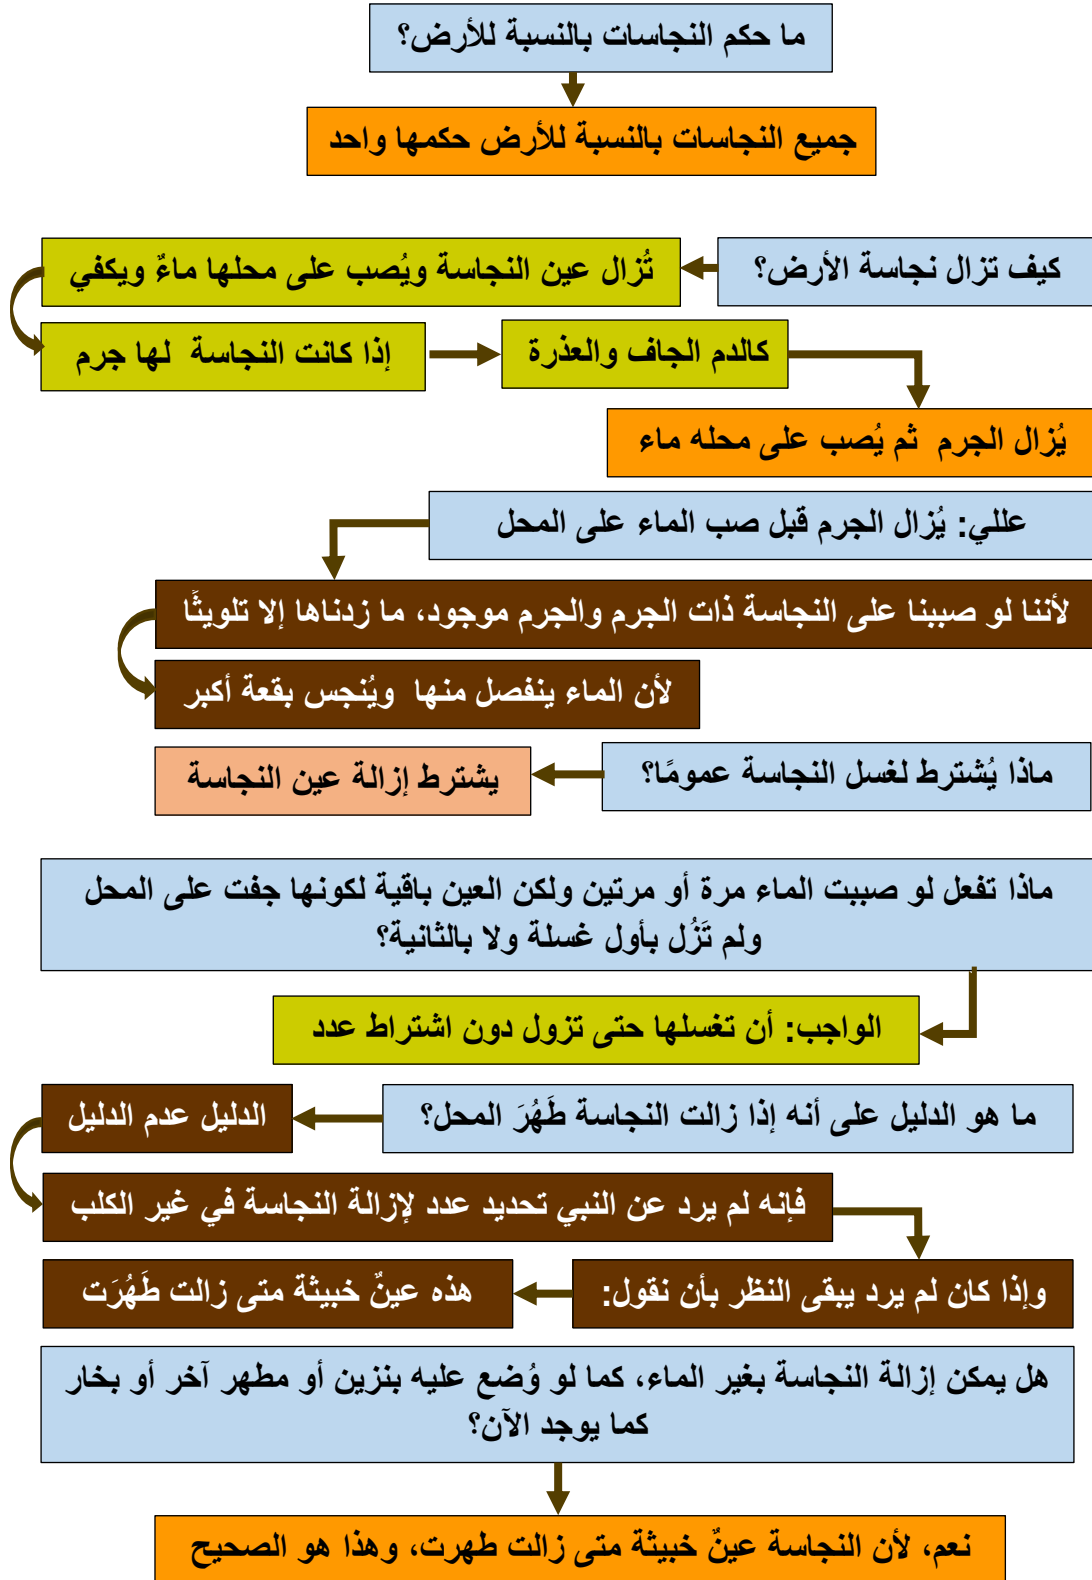 ما حكم النجاسات بالنسبة للأرض؟
جميع النجاسات بالنسبة للأرض حكمها واحد
كيف تزال نجاسة الأرض؟
تُزال عين النجاسة ويُصب على محلها ماءٌ ويكفي
إذا كانت النجاسة لها جرم
كالدم الجاف والعذرة
يُزال الجرم ثم يُصب على محله ماء
عللي: يُزال الجرم قبل صب الماء على المحل
لأننا لو صببنا على النجاسة ذات الجرم والجرم موجود، ما زدناها إلا تلويثًا
لأن الماء ينفصل منها ويُنجس بقعة أكبر
ماذا يُشترط لغسل النجاسة عمومًا؟
يشترط إزالة عين النجاسة
ماذا تفعل لو صببت الماء مرة أو مرتين ولكن العين باقية لكونها جفت على المحل
ولم تَزُل بأول غسلة ولا بالثانية؟
الواجب: أن تغسلها حتى تزول دون اشتراط عدد
ما هو الدليل على أنه إذا زالت النجاسة طَهُرَ المحل؟
الدليل عدم الدليل
فإنه لم يرد عن النبي تحديد عدد لإزالة النجاسة في غير الكلب
وإذا كان لم يرد يبقى النظر بأن نقول:
هذه عينٌ خبيثة متى زالت طَهُرَت
هل يمكن إزالة النجاسة بغير الماء، كما لو وُضع عليه بنزين أو مطهر آخر أو بخار
كما يوجد الآن؟
نعم، لأن النجاسة عينٌ خبيثة متى زالت طهرت، وهذا هو الصحيح